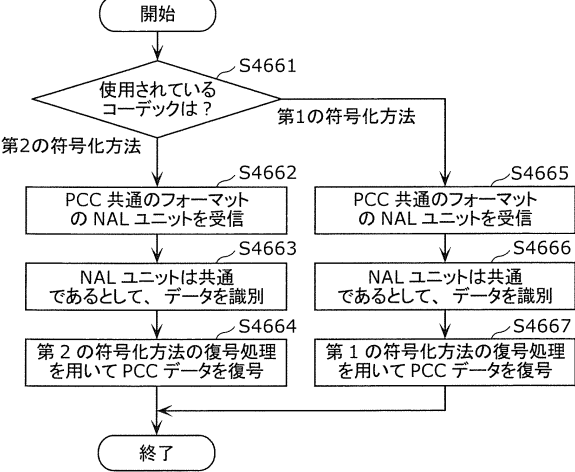 開始
S4661
使用されている
コーデックは?
第1の符号化方法
第2の符号化方法
S4662
PCC 共通のフォーマット
の NAL ユニットを受信
S4663
NAL ユニットは共通
であるとして、データを識別
S4664
第2の符号化方法の復号処理
を用いて PCC データを復号
S4665
PCC 共通のフォーマット
の NAL ユニットを受信
S4666
NAL ユニットは共通
であるとして、データを識別
S4667
第1の符号化方法の復号処理
を用いて PCC データを復号
終了